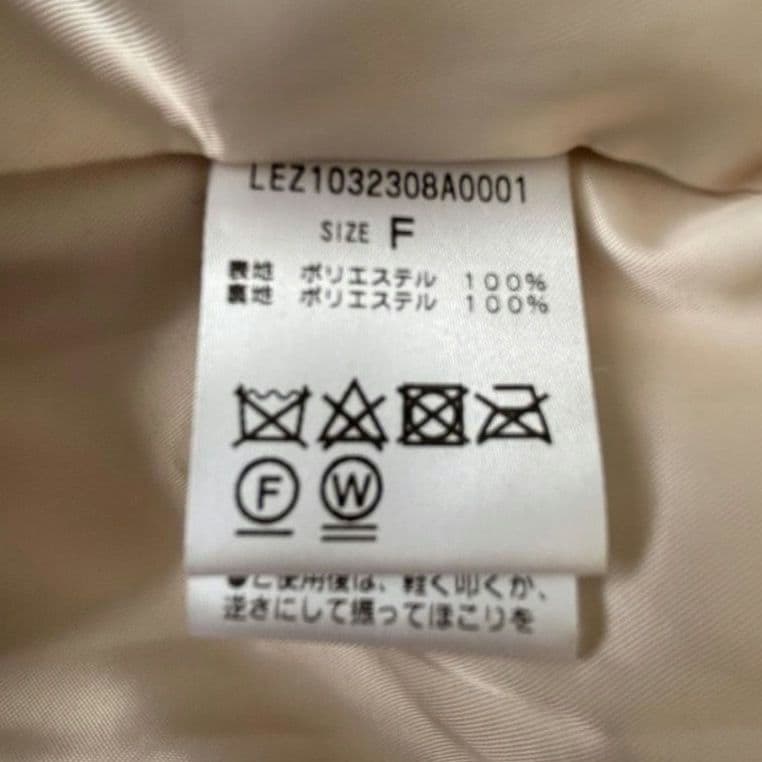 LEZ1032308A0001
SIZE F
表地 ポリエステル 100%
裏地 ポリエステル 100%
F W
●ご使用後は、軽く叩くか、
逆さにして振ってほこりを